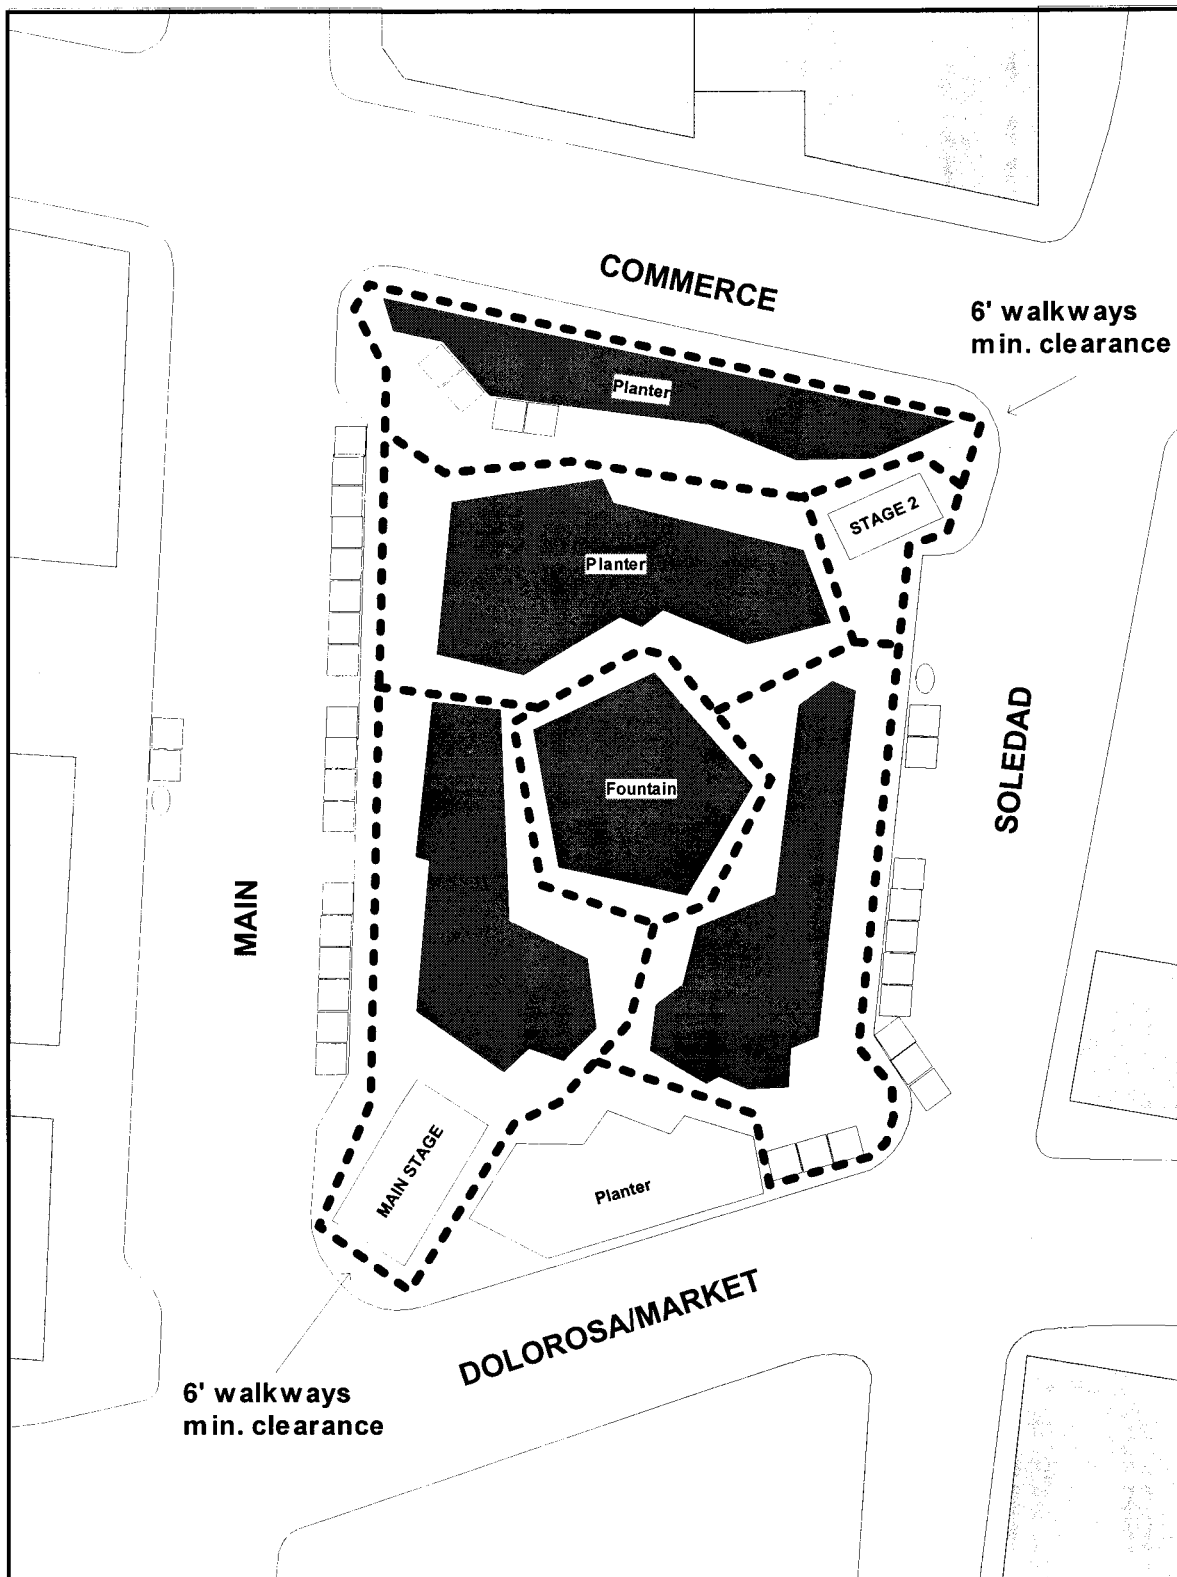 COMMERCE
6' walkways
min. clearance
Planter
STAGE 2
Planter
SOLEDAD
Fountain
MAIN
MAIN STAGE
Planter
DOLOROSA/MARKET
6' walkways
min. clearance